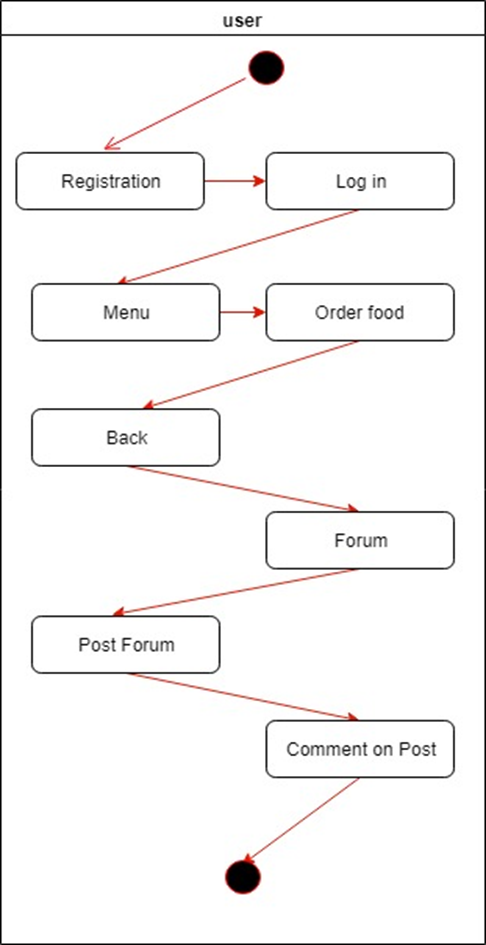 user
Registration
Log in
Menu
Order food
Back
Forum
Post Forum
Comment on Post